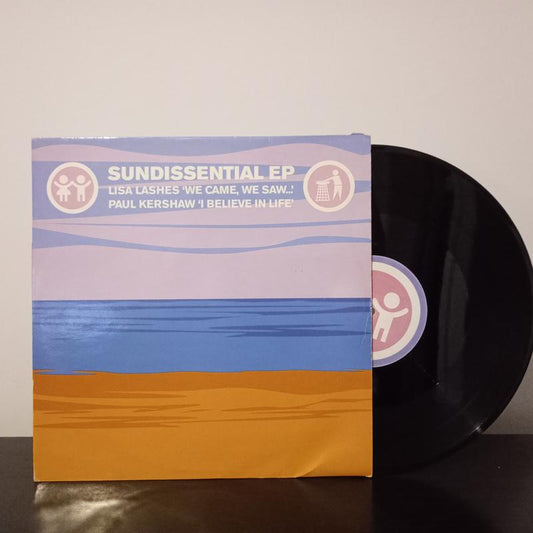 SUNDISSENTIAL EP
LISA LASHES 'WE CAME, WE SAW...'
PAUL KERSHAW 'I BELIEVE IN LIFE'